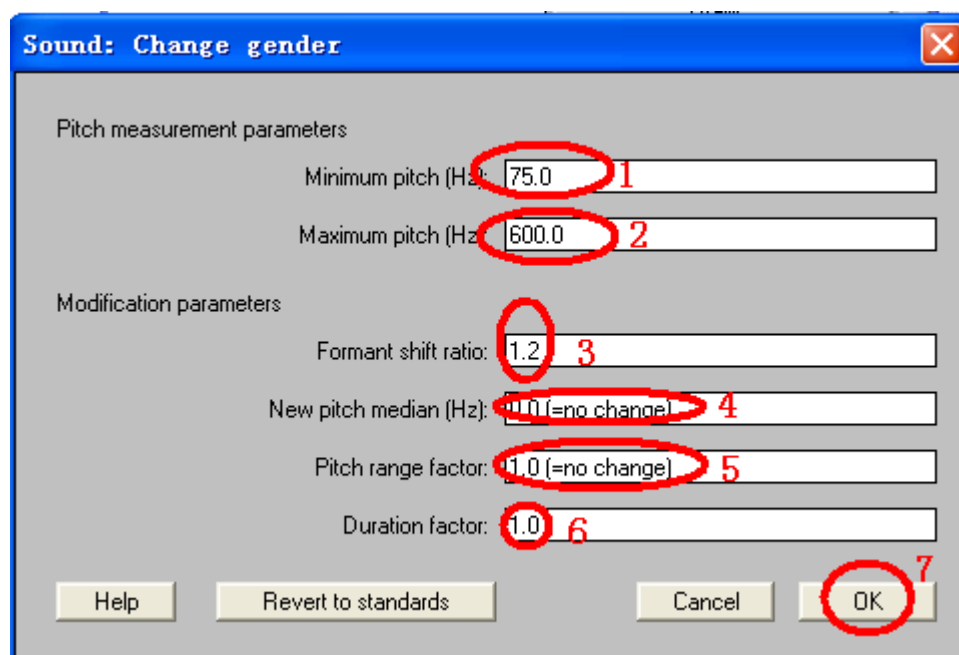 Sound: Change gender
Pitch measurement parameters
Minimum pitch (Hz): 75.0 1
Maximum pitch (Hz): 600.0 2
Modification parameters
Formant shift ratio: 1.2 3
New pitch median (Hz): 0.0 (=no change) 4
Pitch range factor: 1.0 (=no change) 5
Duration factor: 1.0 6
7
Help Revert to standards Cancel OK